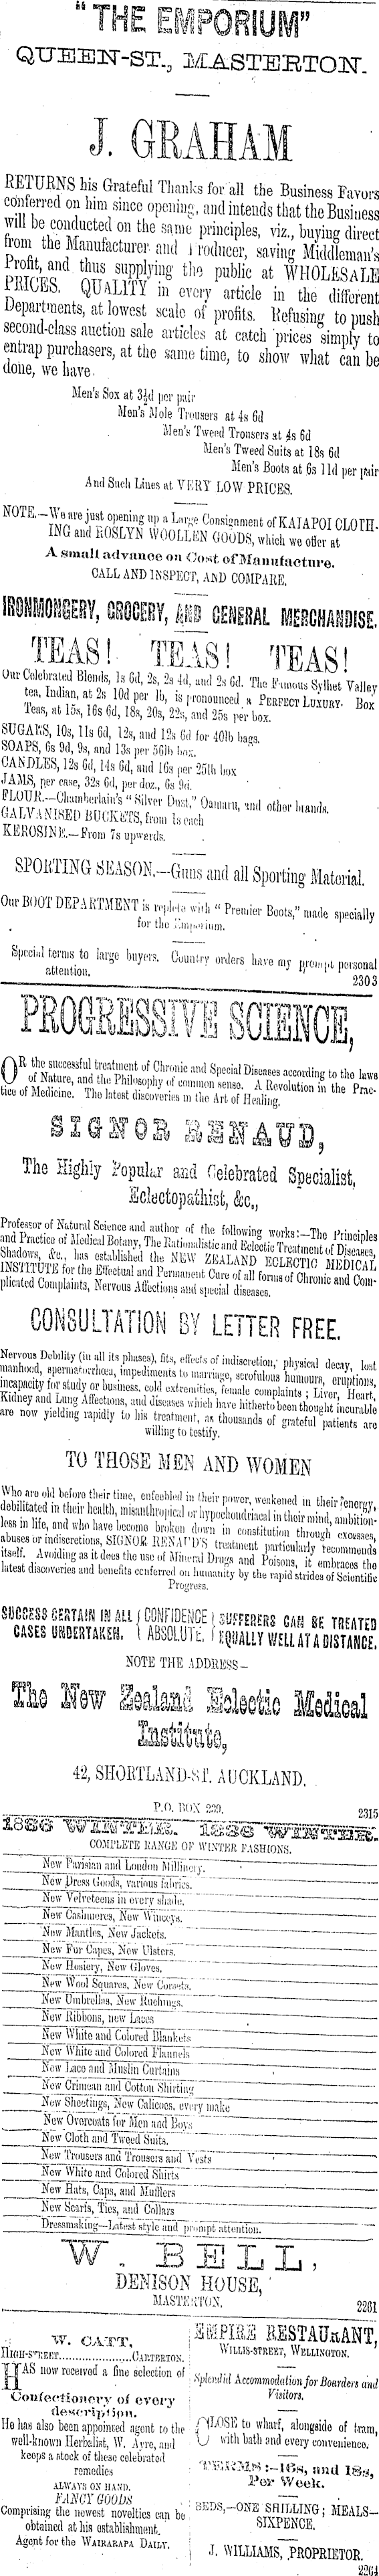 "THE EMPORIUM"
QUEEN-ST., MASTERTON.
J. GRAHAM
RETURNS his Grateful Thanks for all the Business Favors
conferred on him since opening, and intends that the Business
will be conducted on the same principles, viz., buying direct
from the Manufacturer and Producer, saving Middleman's
Profit, and thus supplying the public at WHOLESALE
PRICES. QUALITY in every article in the different
Departments, at lowest scale of profits. Refusing to push
second-class auction sale articles at catch prices simply to
entrap purchasers, at the same time, to show what can be
done, we have
Men's Sox at 3½d per pair
Men's Mole Trousers at 4s 6d
Men's Tweed Trousers at 4s 6d
Men's Tweed Suits at 18s 6d
Men's Boots at 6s 11d per pair
And Such Lines at VERY LOW PRICES.
NOTE.—We are just opening up a Large Consignment of KAIAPOI CLOTH-
ING and ROSLYN WOOLLEN GOODS, which we offer at
A small advance on Cost of Manufacture.
CALL AND INSPECT, AND COMPARE.
IRONMONGERY, GROCERY, AND GENERAL MERCHANDISE.
TEAS! TEAS! TEAS!
Our Celebrated Blends, 1s 6d, 2s, 2s 4d, and 2s 6d. The Famous Sylhet Valley
tea, Indian, at 2s 10d per lb, is pronounced a PERFECT LUXURY. Box
Teas, at 15s, 16s 6d, 18s, 20s, 22s, and 25s per box.
SUGARS, 10s, 11s 6d, 12s, and 12s 6d for 40lb bags.
SOAPS, 6s 9d, 9s, and 13s per 56lb box.
CANDLES, 12s 6d, 14s 6d, and 16s per 25lb box
JAMS, per case, 32s 6d, per doz., 6s 9d.
FLOUR.—Chamberlain's "Silver Dust," Oamaru, and other brands.
GALVANISED BUCKETS, from 1s each
KEROSINE.—From 7s upwards.
SPORTING SEASON.—Guns and all Sporting Material.
Our BOOT DEPARTMENT is replete with "Premier Boots," made specially
for the Emporium.
Special terms to large buyers. Country orders have my prompt personal
attention. 2303
PROGRESSIVE SCIENCE,
OR the successful treatment of Chronic and Special Diseases according to the laws
of Nature, and the Philosophy of common sense. A Revolution in the Prac-
tice of Medicine. The latest discoveries in the Art of Healing.
SIGNOR RENAUD,
The Highly Popular and Celebrated Specialist,
Eclectopathist, &c.,
Professor of Natural Science and author of the following works:—The Principles
and Practice of Medical Botany, The Rationalistic and Eclectic Treatment of Diseases,
Shadows, &c., has established the NEW ZEALAND ECLECTIC MEDICAL
INSTITUTE for the Effectual and Permanent Cure of all forms of Chronic and Com-
plicated Complaints, Nervous Affections and special diseases.
CONSULTATION BY LETTER FREE.
Nervous Debility (in all its phases), fits, effects of indiscretion, physical decay, lost
manhood, spermatorrhoea, impediments to marriage, scrofulous humours, eruptions,
incapacity for study or business, cold extremities, female complaints; Liver, Heart,
Kidney and Lung Affections, and diseases which have hitherto been thought incurable
are now yielding rapidly to his treatment, as thousands of grateful patients are
willing to testify.
TO THOSE MEN AND WOMEN
Who are old before their time, enfeebled in their power, weakened in their energy,
debilitated in their health, misanthropical or hypochondriacal in their mind, ambition-
less in life, and who have become broken down in constitution through excesses,
abuses or indiscretions, SIGNOR RENAUD'S treatment particularly recommends
itself. Avoiding as it does the use of Mineral Drugs and Poisons, it embraces the
latest discoveries and benefits conferred on humanity by the rapid strides of Scientific
Progress.
SUCCESS CERTAIN IN ALL CASES UNDERTAKEN. { CONFIDENCE ABSOLUTE. } SUFFERERS CAN BE TREATED EQUALLY WELL AT A DISTANCE.
NOTE THE ADDRESS—
The New Zealand Eclectic Medical
Institute,
42, SHORTLAND-ST. AUCKLAND.
P.O. BOX 239. 2315
1886 WINTER. 1886 WINTER.
COMPLETE RANGE OF WINTER FASHIONS.
New Parisian and London Millinery.
New Dress Goods, various fabrics.
New Velveteens in every shade.
New Cashmeres, New Winceys.
New Mantles, New Jackets.
New Fur Capes, New Ulsters.
New Hosiery, New Gloves.
New Wool Squares, New Corsets.
New Umbrellas, New Ruchings.
New Ribbons, new Laces
New White and Colored Blankets
New White and Colored Flannels
New Lace and Muslin Curtains
New Crimean and Cotton Shirting
New Sheetings, New Calicoes, every make
New Overcoats for Men and Boys
New Cloth and Tweed Suits.
New Trousers and Trousers and Vests
New White and Colored Shirts
New Hats, Caps, and Mufflers
New Scarfs, Ties, and Collars
Dressmaking—Latest style and prompt attention.
W. BELL,
DENISON HOUSE,
MASTERTON. 2261
W. CATT,
HIGH-STREET..................CARTERTON.
HAS now received a fine selection of
Confectionery of every
description.
He has also been appointed agent to the
well-known Herbalist, W. Ayre, and
keeps a stock of these celebrated
remedies
ALWAYS ON HAND.
FANCY GOODS
Comprising the newest novelties can be
obtained at his establishment,
Agent for the WAIRARAPA DAILY.
EMPIRE RESTAURANT,
WILLIS-STREET, WELLINGTON.
Splendid Accommodation for Boarders and
Visitors.
CLOSE to wharf, alongside of tram,
with bath and every convenience.
TERMS:—16s, and 18s,
Per Week.
BEDS,—ONE SHILLING; MEALS—
SIXPENCE.
J. WILLIAMS, PROPRIETOR.
2264